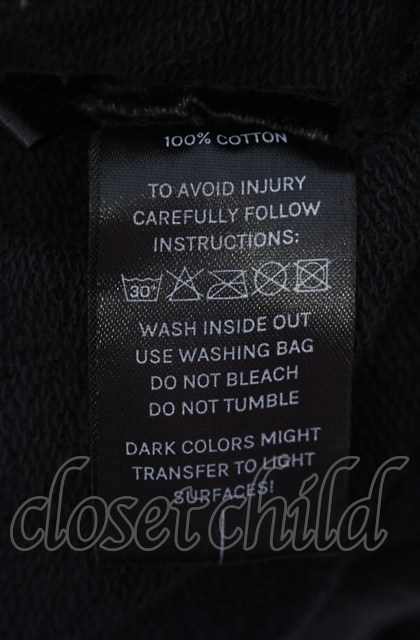 100% COTTON
TO AVOID INJURY
CAREFULLY FOLLOW
INSTRUCTIONS:
30°
WASH INSIDE OUT
USE WASHING BAG
DO NOT BLEACH
DO NOT TUMBLE
DARK COLORS MIGHT
TRANSFER TO LIGHT
SURFACES!
closet child